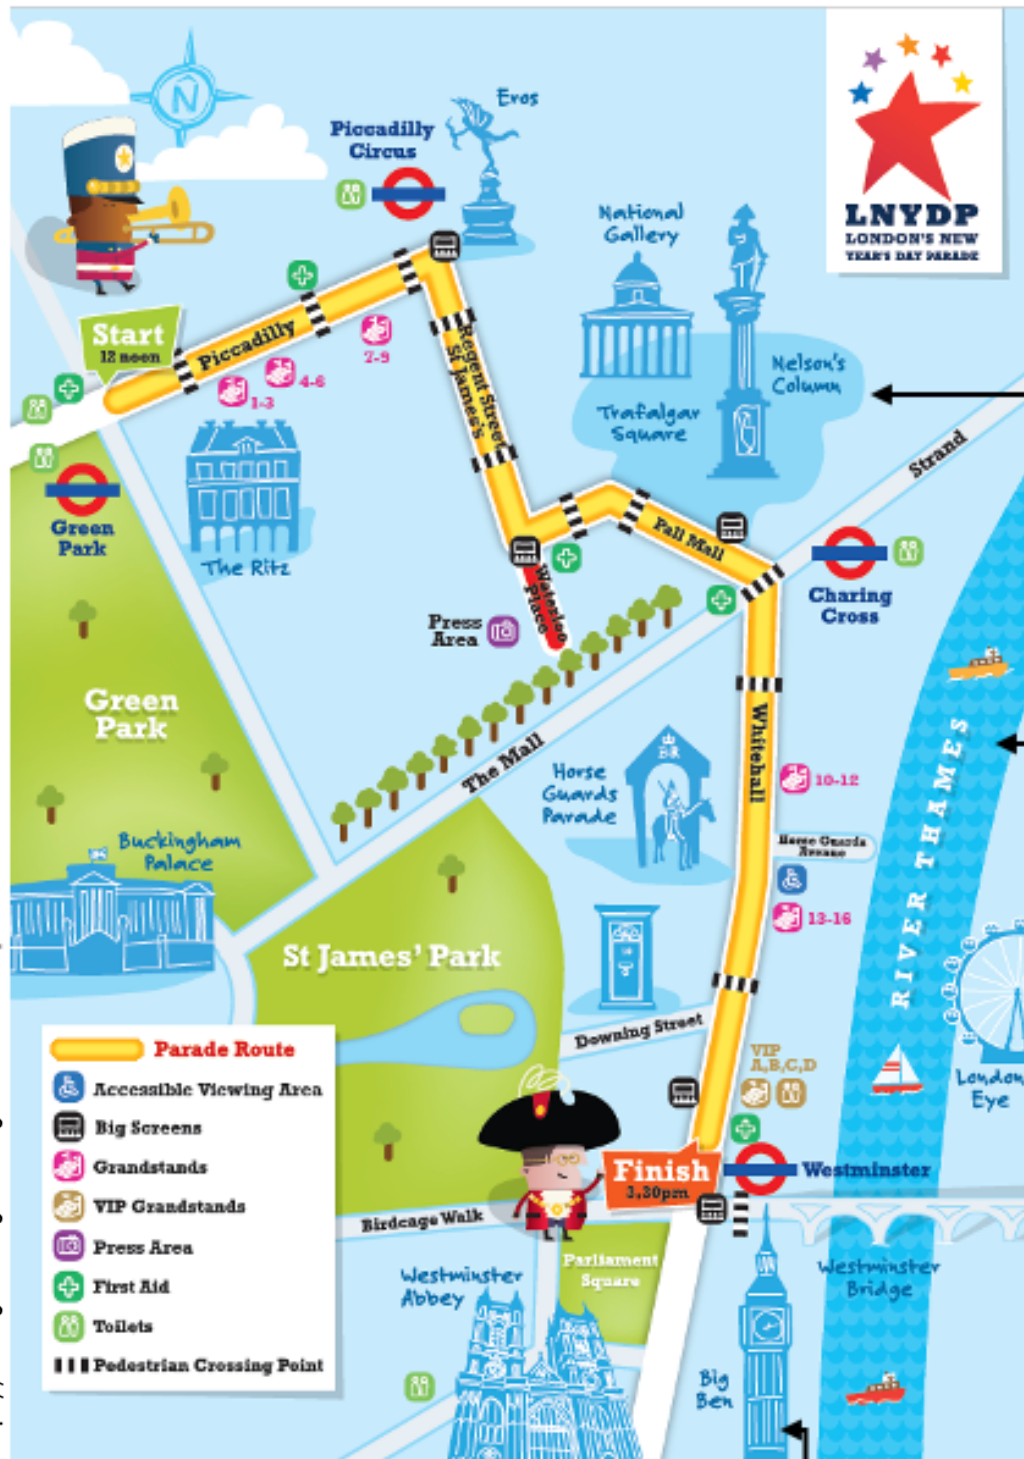 N
Eros
Piccadilly
Circus
LNYDP
LONDON'S NEW
YEAR'S DAY PARADE
National
Gallery
Start
12 noon
Piccadilly
2-9
4-6
1-3
Regent Street
St James's
Nelson's
Column
Trafalgar
Square
Strand
Green
Park
The Ritz
Pall Mall
Charing
Cross
Waterloo
Place
Press
Area
Green
Park
The Mall
Whitehall
Horse
Guards
Parade
ER
10-12
Horse Guards
Avenue
13-16
RIVER THAMES
Buckingham
Palace
St James' Park
Downing Street
VIP
A,B/C,D
London
Eye
Parade Route
Accessible Viewing Area
Big Screens
Grandstands
VIP Grandstands
Press Area
First Aid
Toilets
Pedestrian Crossing Point
Finish
3.30pm
Westminster
Birdcage Walk
Parliament
Square
Westminster
Abbey
Westminster
Bridge
Big
Ben